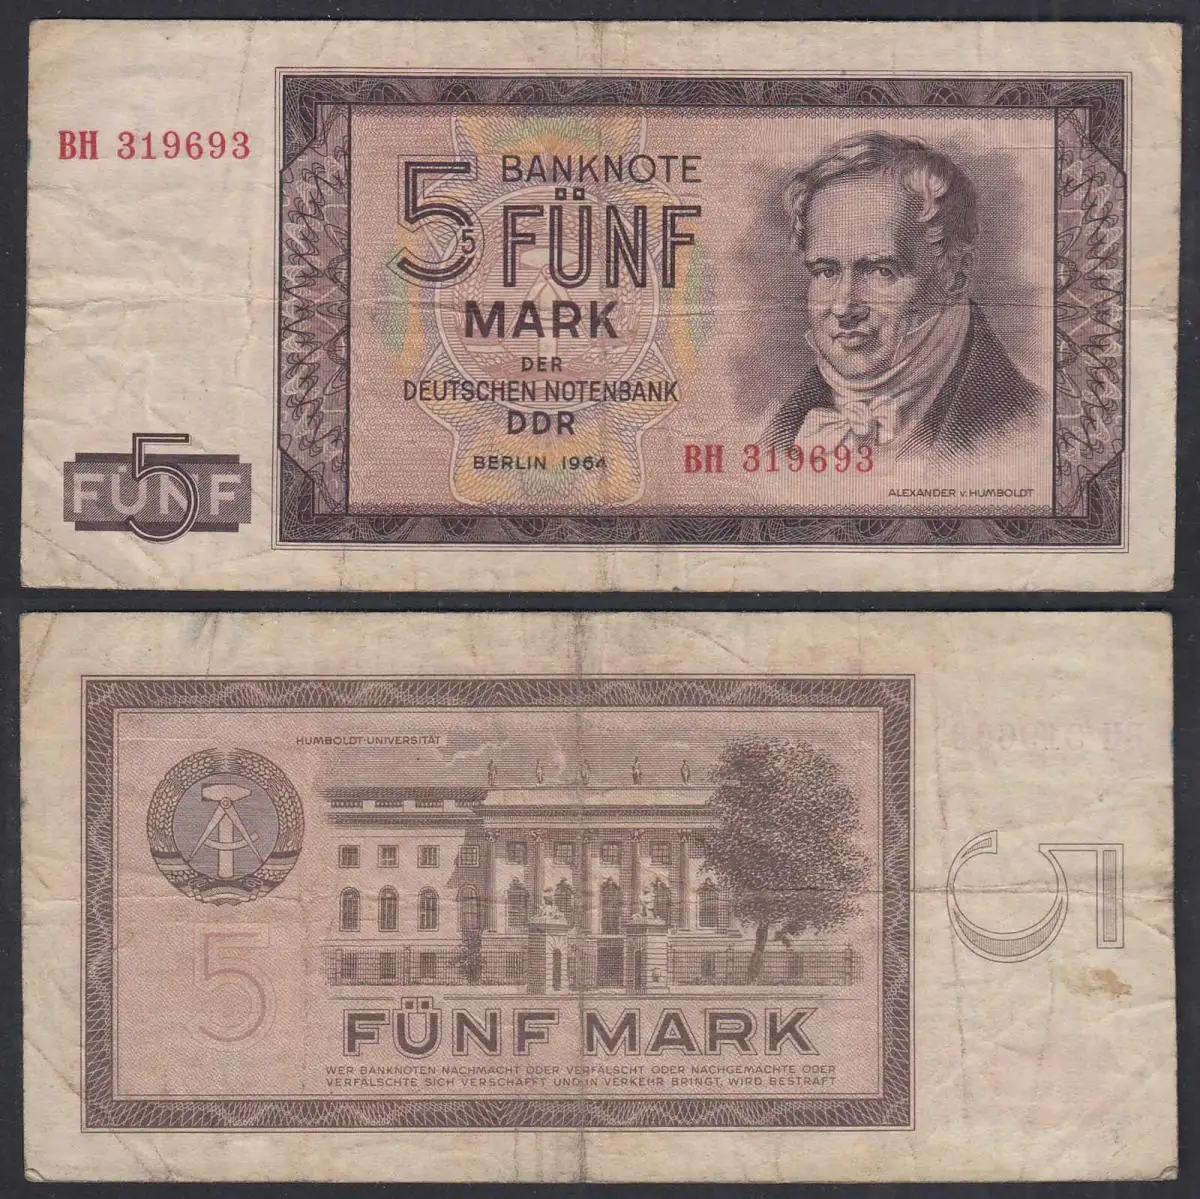 BH 319693
5
5
BANKNOTE
FÜNF
MARK
DER
DEUTSCHEN NOTENBANK
DDR
BERLIN 1964
BH 319693
ALEXANDER v. HUMBOLDT
FÜNF
5
HUMBOLDT-UNIVERSITÄT
5
5
FÜNF MARK
WER BANKNOTEN NACHMACHT ODER VERFÄLSCHT ODER NACHGEMACHTE ODER
VERFÄLSCHTE SICH VERSCHAFFT UND IN VERKEHR BRINGT, WIRD BESTRAFT